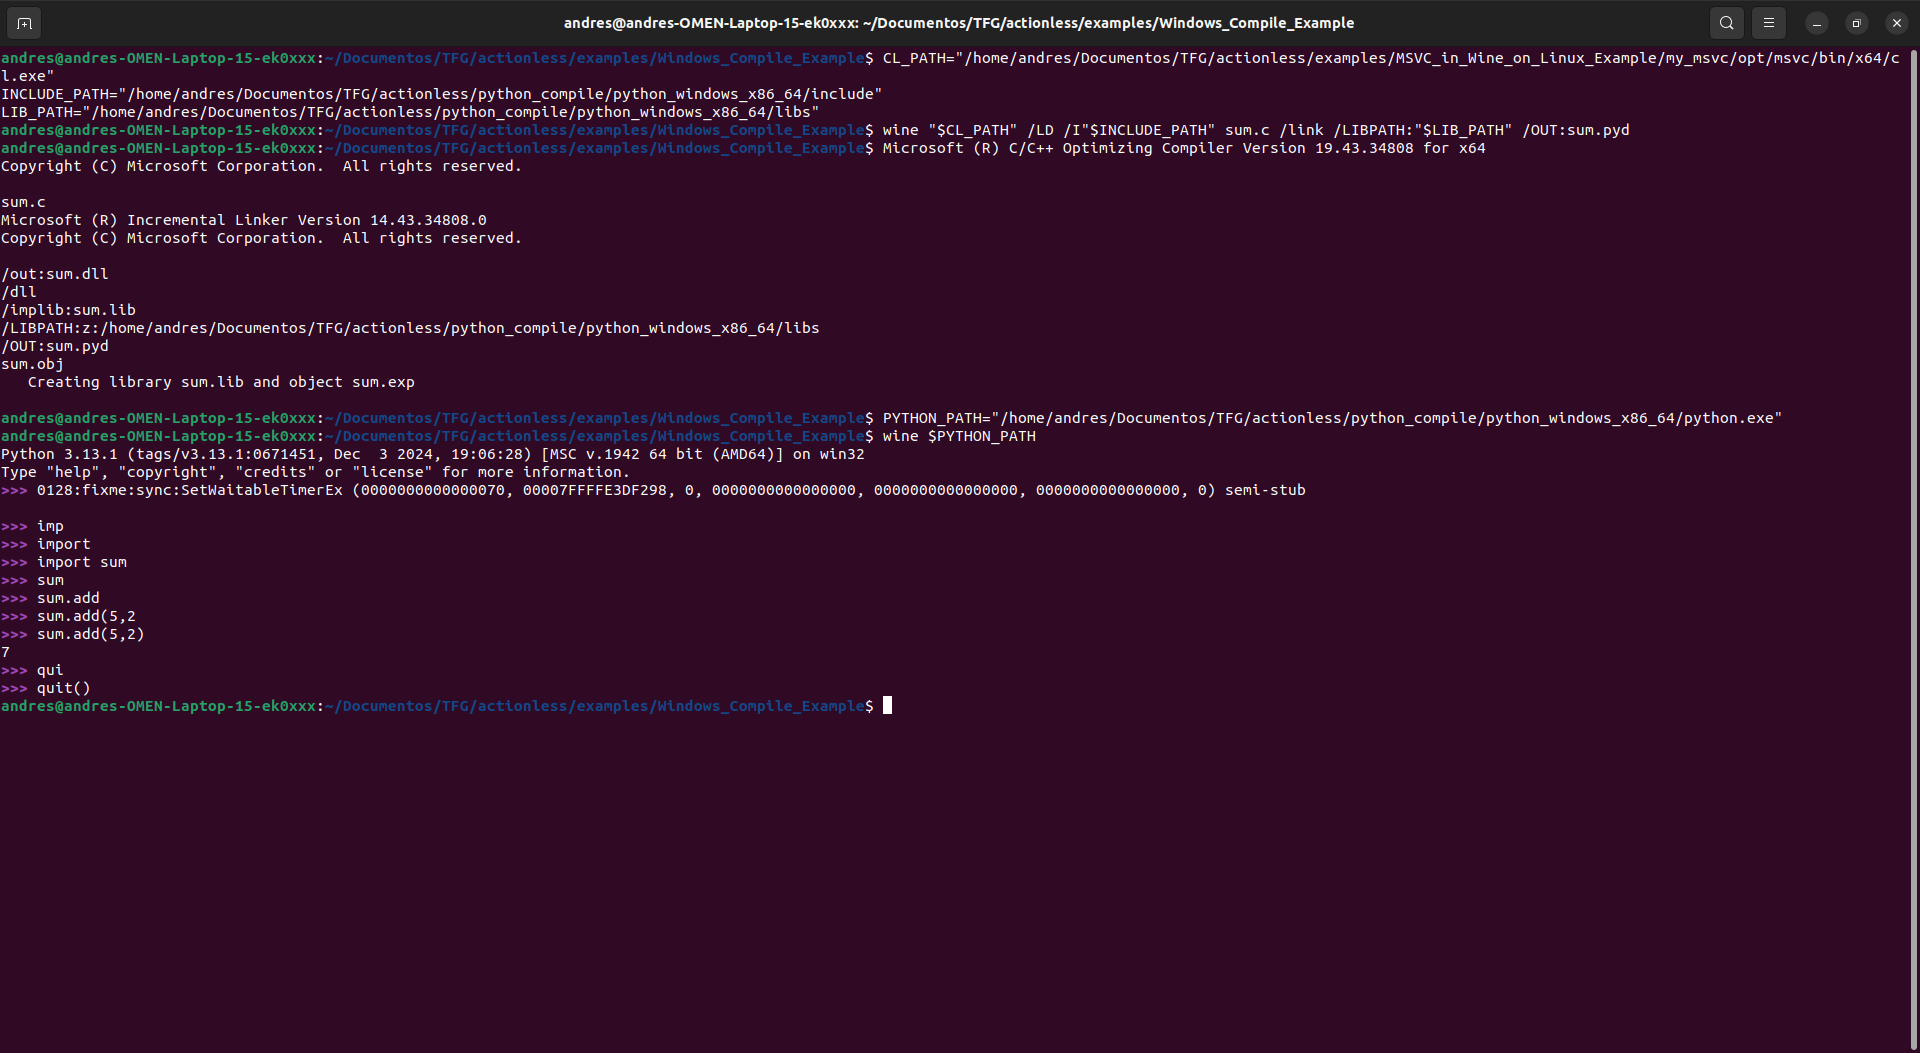 andres@andres-OMEN-Laptop-15-ek0xxx: ~/Documentos/TFG/actionless/examples/Windows_Compile_Example
andres@andres-OMEN-Laptop-15-ek0xxx:~/Documentos/TFG/actionless/examples/Windows_Compile_Example$ CL_PATH="/home/andres/Documentos/TFG/actionless/examples/MSVC_in_Wine_on_Linux_Example/my_msvc/opt/msvc/bin/x64/c
l.exe"
INCLUDE_PATH="/home/andres/Documentos/TFG/actionless/python_compile/python_windows_x86_64/include"
LIB_PATH="/home/andres/Documentos/TFG/actionless/python_compile/python_windows_x86_64/libs"
andres@andres-OMEN-Laptop-15-ek0xxx:~/Documentos/TFG/actionless/examples/Windows_Compile_Example$ wine "$CL_PATH" /LD /I"$INCLUDE_PATH" sum.c /link /LIBPATH:"$LIB_PATH" /OUT:sum.pyd
andres@andres-OMEN-Laptop-15-ek0xxx:~/Documentos/TFG/actionless/examples/Windows_Compile_Example$ Microsoft (R) C/C++ Optimizing Compiler Version 19.43.34808 for x64
Copyright (C) Microsoft Corporation.  All rights reserved.

sum.c
Microsoft (R) Incremental Linker Version 14.43.34808.0
Copyright (C) Microsoft Corporation.  All rights reserved.

/out:sum.dll
/dll
/implib:sum.lib
/LIBPATH:z:/home/andres/Documentos/TFG/actionless/python_compile/python_windows_x86_64/libs
/OUT:sum.pyd
sum.obj
   Creating library sum.lib and object sum.exp

andres@andres-OMEN-Laptop-15-ek0xxx:~/Documentos/TFG/actionless/examples/Windows_Compile_Example$ PYTHON_PATH="/home/andres/Documentos/TFG/actionless/python_compile/python_windows_x86_64/python.exe"
andres@andres-OMEN-Laptop-15-ek0xxx:~/Documentos/TFG/actionless/examples/Windows_Compile_Example$ wine $PYTHON_PATH
Python 3.13.1 (tags/v3.13.1:0671451, Dec  3 2024, 19:06:28) [MSC v.1942 64 bit (AMD64)] on win32
Type "help", "copyright", "credits" or "license" for more information.
>>> 0128:fixme:sync:SetWaitableTimerEx (0000000000000070, 00007FFFFE3DF298, 0, 0000000000000000, 0000000000000000, 0000000000000000, 0) semi-stub

>>> imp
>>> import
>>> import sum
>>> sum
>>> sum.add
>>> sum.add(5,2
>>> sum.add(5,2)
7
>>> qui
>>> quit()
andres@andres-OMEN-Laptop-15-ek0xxx:~/Documentos/TFG/actionless/examples/Windows_Compile_Example$